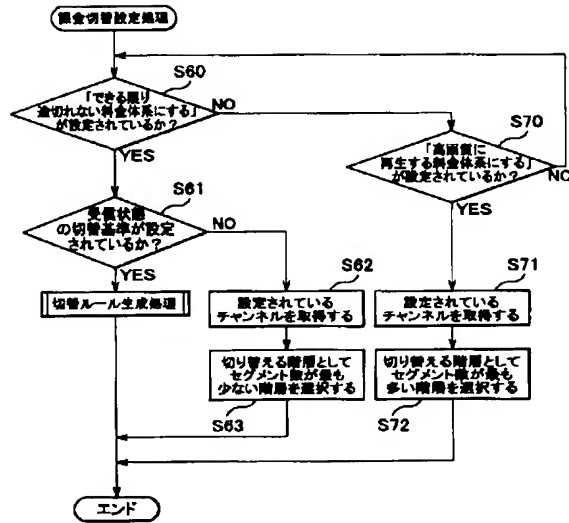 課金切替設定処理
S60
「できる限り
途切れない料金体系にする」
が設定されているか?
NO
YES
S70
「高画質に
再生する料金体系にする」
が設定されているか?
NO
YES
S61
受信状態
の切替基準が設定
されているか?
NO
YES
切替ルール生成処理
S62
設定されている
チャンネルを取得する
S71
設定されている
チャンネルを取得する
切り替える階層として
セグメント数が最も
少ない階層を選択する
S63
切り替える階層として
セグメント数が最も
多い階層を選択する
S72
エンド